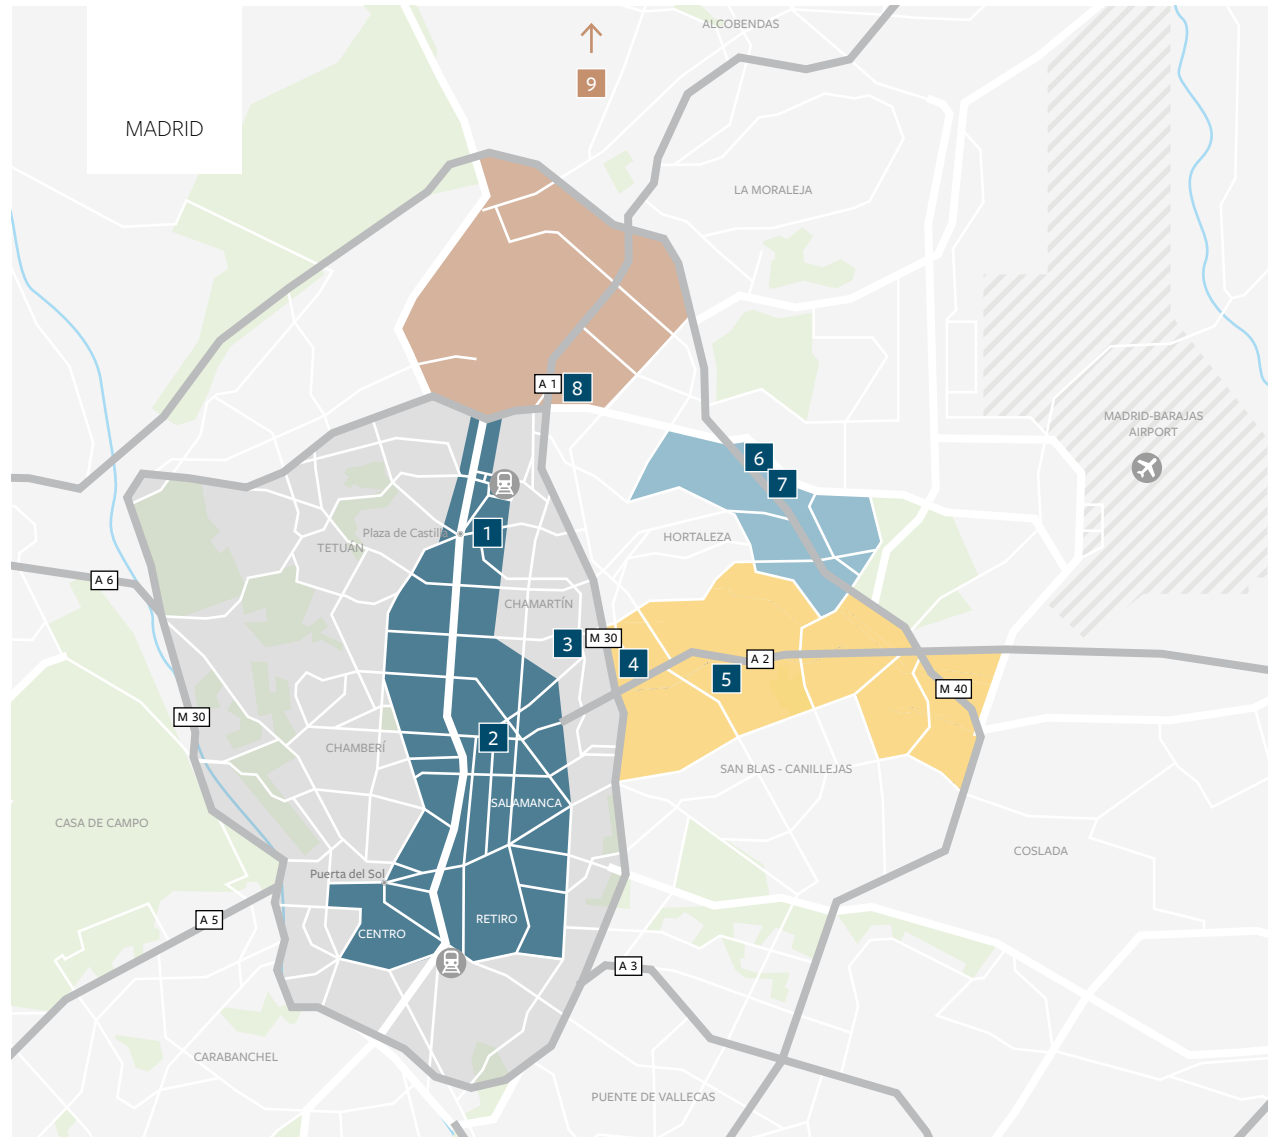 ALCOBENDAS
9
MADRID
LA MORALEJA
A 1
8
MADRID-BARAJAS
AIRPORT
6
7
1
Plaza de Castilla
TETUÁN
HORTALEZA
A 6
CHAMARTÍN
3
M 30
4
A 2
5
M 40
M 30
2
CHAMBERÍ
SAN BLAS - CANILLEJAS
SALAMANCA
CASA DE CAMPO
COSLADA
Puerta del Sol
A 5
RETIRO
CENTRO
A 3
CARABANCHEL
PUENTE DE VALLECAS